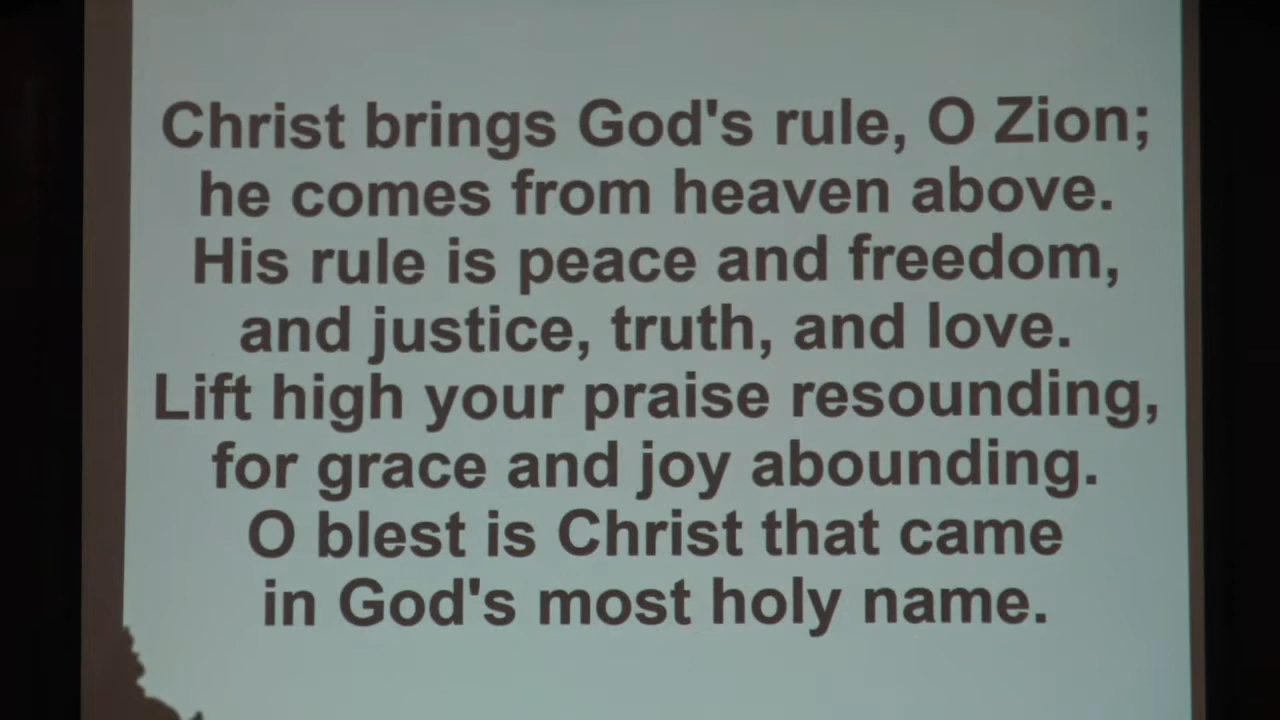 Christ brings God's rule, O Zion;
he comes from heaven above.
His rule is peace and freedom,
and justice, truth, and love.
Lift high your praise resounding,
for grace and joy abounding.
O blest is Christ that came
in God's most holy name.